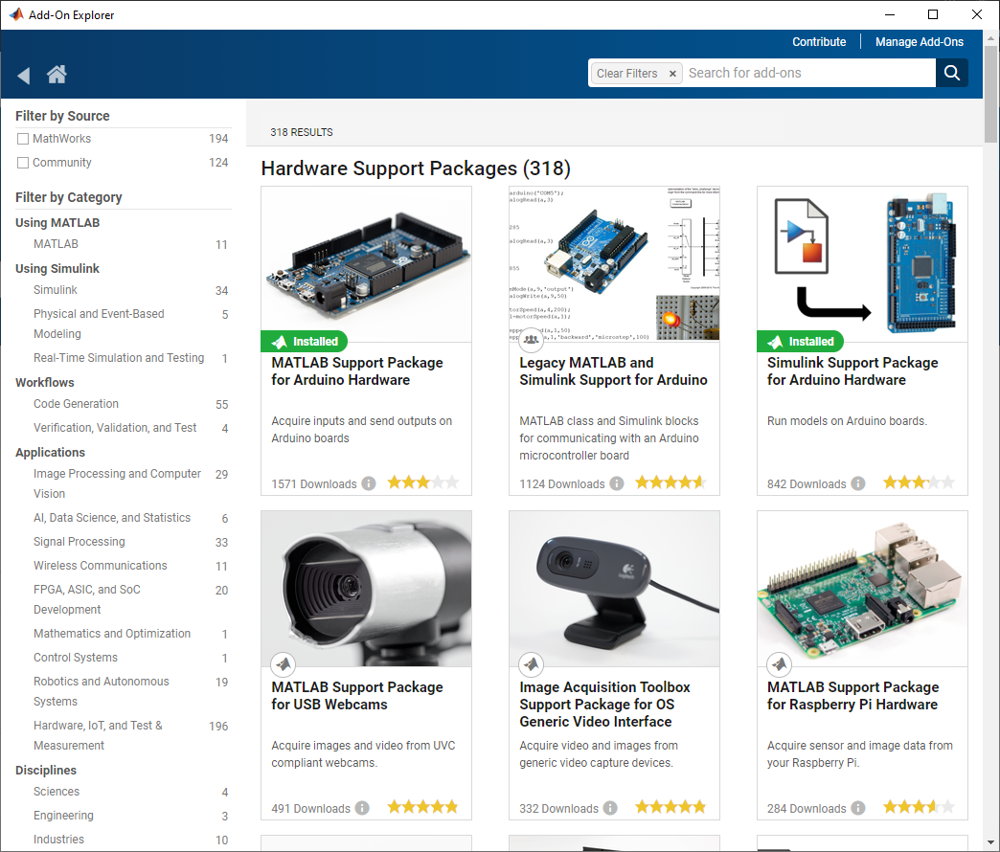 Add-On Explorer
Contribute
Manage Add-Ons
Clear Filters ×
Search for add-ons
Filter by Source
MathWorks 194
Community 124
Filter by Category
Using MATLAB
MATLAB 11
Using Simulink
Simulink 34
Physical and Event-Based 5
Modeling
Real-Time Simulation and Testing 1
Workflows
Code Generation 55
Verification, Validation, and Test 4
Applications
Image Processing and Computer 29
Vision
AI, Data Science, and Statistics 6
Signal Processing 33
Wireless Communications 11
FPGA, ASIC, and SoC 20
Development
Mathematics and Optimization 1
Control Systems 1
Robotics and Autonomous 19
Systems
Hardware, IoT, and Test & 196
Measurement
Disciplines
Sciences 4
Engineering 3
Industries 10
318 RESULTS
Hardware Support Packages (318)
Installed
MATLAB Support Package
for Arduino Hardware
Acquire inputs and send outputs on
Arduino boards
1571 Downloads
arduino("COM5");
alogRead(a,3)
285
alogRead(a,3)
855
nMode(a,9,'output')
alogWrite(a,9,50)
torSpeed(a,4,200);
l=motorSpeed(a,1);
eppe
a,1,50)
eppe
a,1,'backward','microstep',100)
Legacy MATLAB and
Simulink Support for Arduino
MATLAB class and Simulink blocks
for communicating with an Arduino
microcontroller board
1124 Downloads
Installed
Simulink Support Package
for Arduino Hardware
Run models on Arduino boards.
842 Downloads
MATLAB Support Package
for USB Webcams
Acquire images and video from UVC
compliant webcams.
491 Downloads
Logitech
Image Acquisition Toolbox
Support Package for OS
Generic Video Interface
Acquire video and images from
generic video capture devices.
332 Downloads
MATLAB Support Package
for Raspberry Pi Hardware
Acquire sensor and image data from
your Raspberry Pi.
284 Downloads